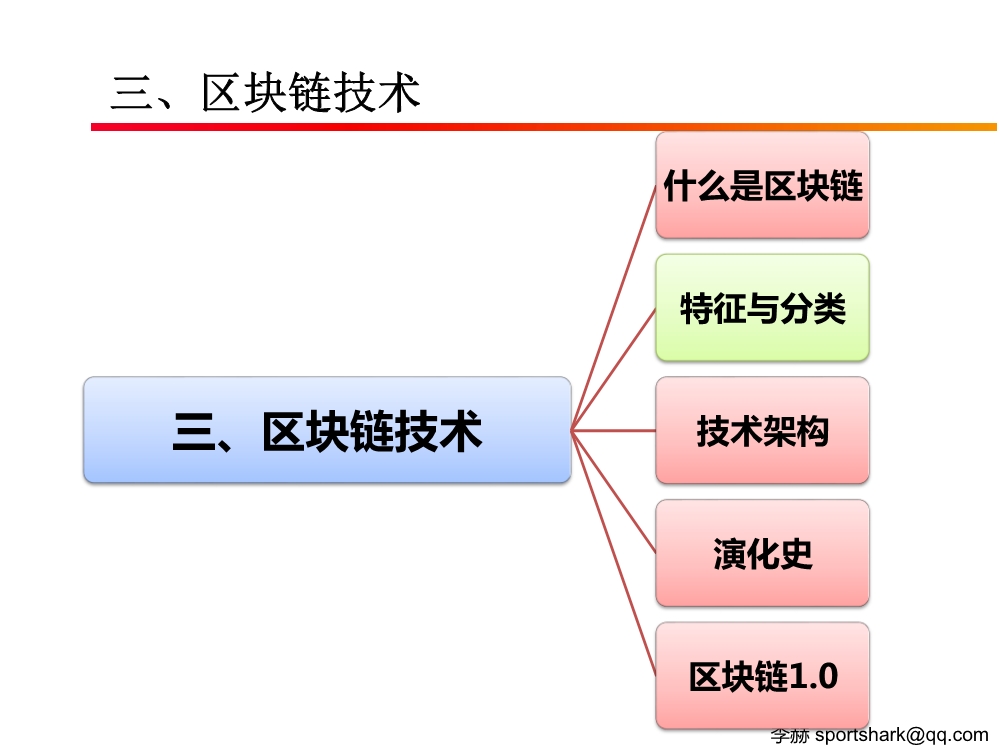 三、区块链技术
什么是区块链
特征与分类
三、区块链技术
技术架构
演化史
区块链1.0
李赫 sportshark@qq.com